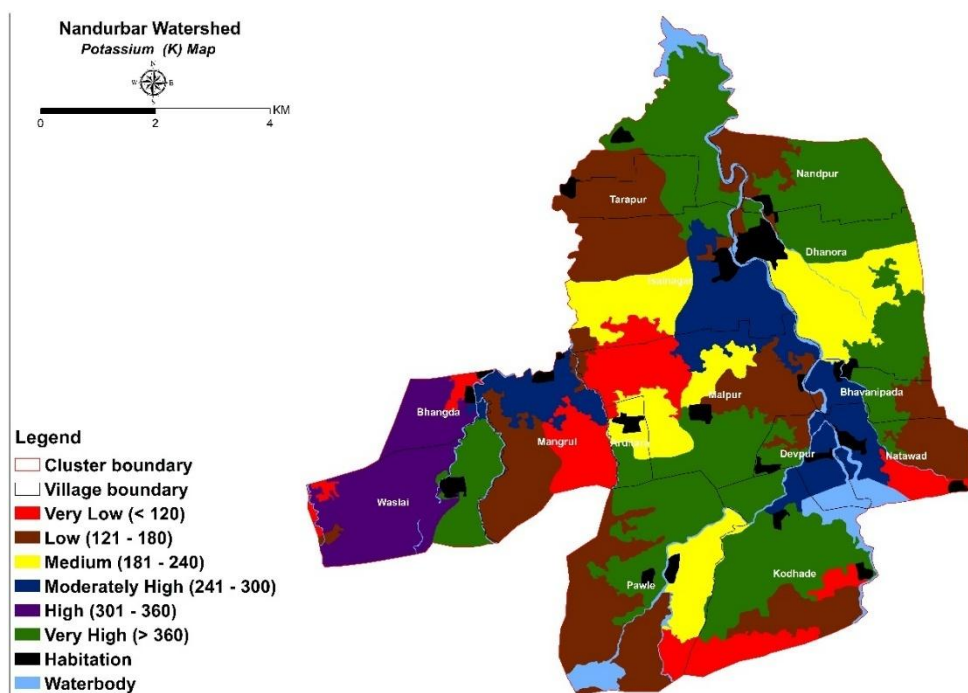 Nandurbar Watershed
Potassium (K) Map
N
W E
S
KM
0 2 4
Nandpur
Tarapur
Dhanora
Bhangda
Malpur
Bhavanipada
Mangrul
Devpur
Natawad
Waslai
Pawle
Kodhade
Legend
Cluster boundary
Village boundary
Very Low (< 120)
Low (121 - 180)
Medium (181 - 240)
Moderately High (241 - 300)
High (301 - 360)
Very High (> 360)
Habitation
Waterbody